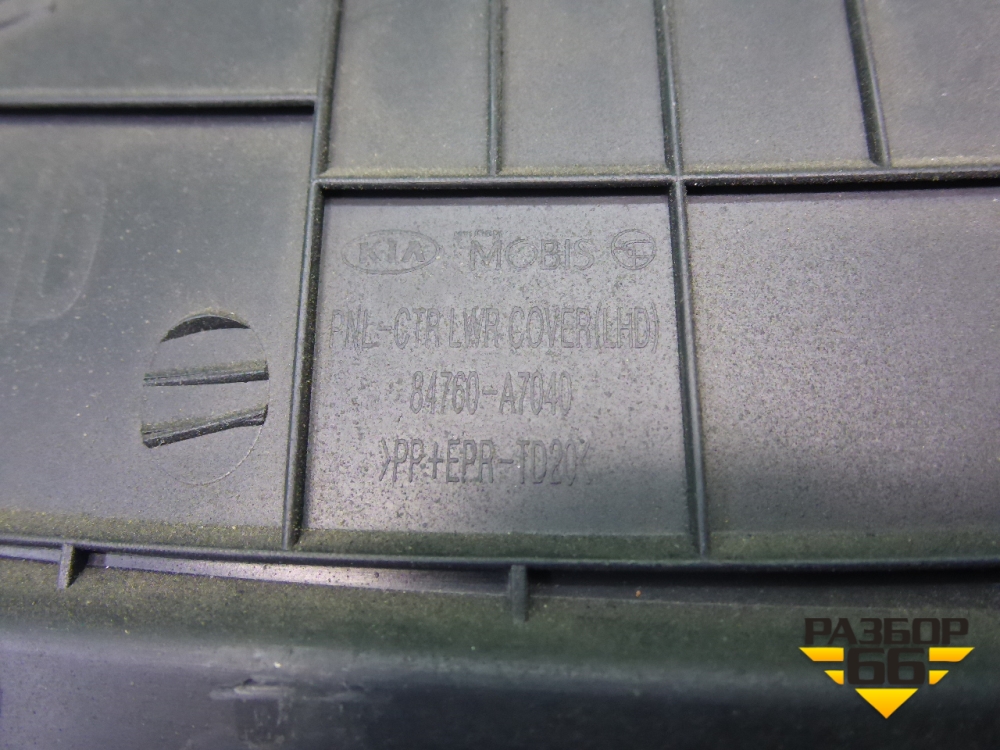 KIA MOBIS
PNL-CTR LWR COVER(LHD)
84760-A7040
>PP+EPR-TD20<
РАЗБОР
66